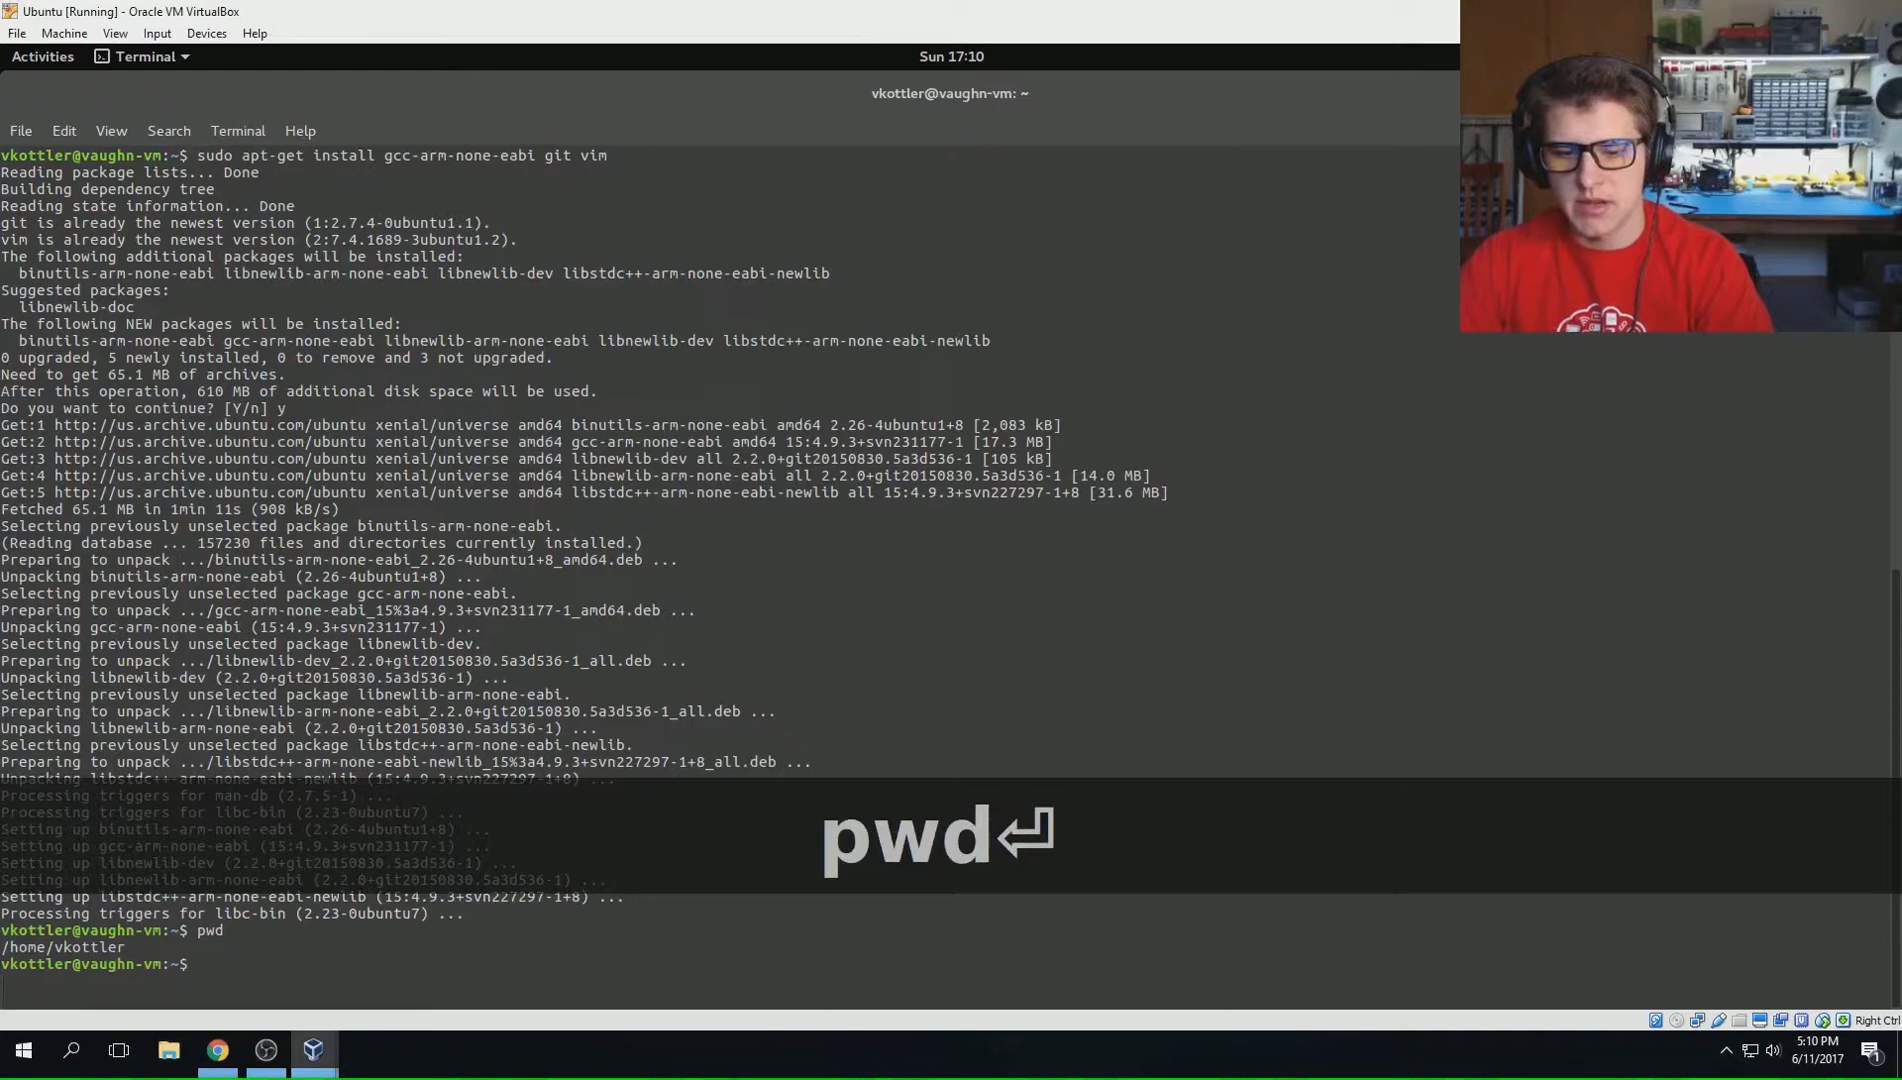 Ubuntu [Running] - Oracle VM VirtualBox
File Machine View Input Devices Help
Activities Terminal Sun 17:10
vkottler@vaughn-vm: ~
File Edit View Search Terminal Help
vkottler@vaughn-vm:~$ sudo apt-get install gcc-arm-none-eabi git vim
Reading package lists... Done
Building dependency tree
Reading state information... Done
git is already the newest version (1:2.7.4-0ubuntu1.1).
vim is already the newest version (2:7.4.1689-3ubuntu1.2).
The following additional packages will be installed:
binutils-arm-none-eabi libnewlib-arm-none-eabi libnewlib-dev libstdc++-arm-none-eabi-newlib
Suggested packages:
libnewlib-doc
The following NEW packages will be installed:
binutils-arm-none-eabi gcc-arm-none-eabi libnewlib-arm-none-eabi libnewlib-dev libstdc++-arm-none-eabi-newlib
0 upgraded, 5 newly installed, 0 to remove and 3 not upgraded.
Need to get 65.1 MB of archives.
After this operation, 610 MB of additional disk space will be used.
Do you want to continue? [Y/n] y
Get:1 http://us.archive.ubuntu.com/ubuntu xenial/universe amd64 binutils-arm-none-eabi amd64 2.26-4ubuntu1+8 [2,083 kB]
Get:2 http://us.archive.ubuntu.com/ubuntu xenial/universe amd64 gcc-arm-none-eabi amd64 15:4.9.3+svn231177-1 [17.3 MB]
Get:3 http://us.archive.ubuntu.com/ubuntu xenial/universe amd64 libnewlib-dev all 2.2.0+git20150830.5a3d536-1 [105 kB]
Get:4 http://us.archive.ubuntu.com/ubuntu xenial/universe amd64 libnewlib-arm-none-eabi all 2.2.0+git20150830.5a3d536-1 [14.0 MB]
Get:5 http://us.archive.ubuntu.com/ubuntu xenial/universe amd64 libstdc++-arm-none-eabi-newlib all 15:4.9.3+svn227297-1+8 [31.6 MB]
Fetched 65.1 MB in 1min 11s (908 kB/s)
Selecting previously unselected package binutils-arm-none-eabi.
(Reading database ... 157230 files and directories currently installed.)
Preparing to unpack .../binutils-arm-none-eabi_2.26-4ubuntu1+8_amd64.deb ...
Unpacking binutils-arm-none-eabi (2.26-4ubuntu1+8) ...
Selecting previously unselected package gcc-arm-none-eabi.
Preparing to unpack .../gcc-arm-none-eabi_15%3a4.9.3+svn231177-1_amd64.deb ...
Unpacking gcc-arm-none-eabi (15:4.9.3+svn231177-1) ...
Selecting previously unselected package libnewlib-dev.
Preparing to unpack .../libnewlib-dev_2.2.0+git20150830.5a3d536-1_all.deb ...
Unpacking libnewlib-dev (2.2.0+git20150830.5a3d536-1) ...
Selecting previously unselected package libnewlib-arm-none-eabi.
Preparing to unpack .../libnewlib-arm-none-eabi_2.2.0+git20150830.5a3d536-1_all.deb ...
Unpacking libnewlib-arm-none-eabi (2.2.0+git20150830.5a3d536-1) ...
Selecting previously unselected package libstdc++-arm-none-eabi-newlib.
Preparing to unpack .../libstdc++-arm-none-eabi-newlib_15%3a4.9.3+svn227297-1+8_all.deb ...
Unpacking libstdc++-arm-none-eabi-newlib (15:4.9.3+svn227297-1+8) ...
Processing triggers for man-db (2.7.5-1) ...
Processing triggers for libc-bin (2.23-0ubuntu7) ...
Setting up binutils-arm-none-eabi (2.26-4ubuntu1+8) ...
pwd⏎
Setting up gcc-arm-none-eabi (15:4.9.3+svn231177-1) ...
Setting up libnewlib-dev (2.2.0+git20150830.5a3d536-1) ...
Setting up libnewlib-arm-none-eabi (2.2.0+git20150830.5a3d536-1) ...
Setting up libstdc++-arm-none-eabi-newlib (15:4.9.3+svn227297-1+8) ...
Processing triggers for libc-bin (2.23-0ubuntu7) ...
vkottler@vaughn-vm:~$ pwd
/home/vkottler
vkottler@vaughn-vm:~$
Right Ctrl
5:10 PM
6/11/2017
1